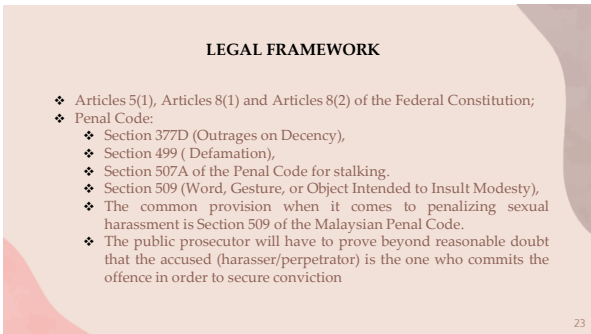 LEGAL FRAMEWORK
❖ Articles 5(1), Articles 8(1) and Articles 8(2) of the Federal Constitution;
❖ Penal Code:
❖ Section 377D (Outrages on Decency),
❖ Section 499 ( Defamation),
❖ Section 507A of the Penal Code for stalking.
❖ Section 509 (Word, Gesture, or Object Intended to Insult Modesty),
❖ The common provision when it comes to penalizing sexual
harassment is Section 509 of the Malaysian Penal Code.
❖ The public prosecutor will have to prove beyond reasonable doubt
that the accused (harasser/perpetrator) is the one who commits the
offence in order to secure conviction
23